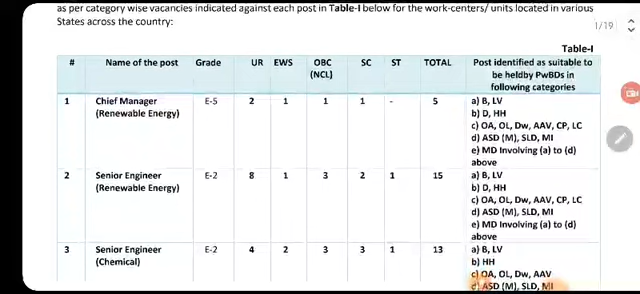 as per category wise vacancies indicated against each post in Table-I below for the work-centers/ units located in various
States across the country:
1/19
Table-I
# Name of the post Grade UR EWS OBC (NCL) SC ST TOTAL Post identified as suitable to be heldby PwBDs in following categories
1 Chief Manager (Renewable Energy) E-5 2 1 1 1 - 5 a) B, LV
b) D, HH
c) OA, OL, Dw, AAV, CP, LC
d) ASD (M), SLD, MI
e) MD Involving (a) to (d)
above
2 Senior Engineer (Renewable Energy) E-2 8 1 3 2 1 15 a) B, LV
b) D, HH
c) OA, OL, Dw, AAV, CP, LC
d) ASD (M), SLD, MI
e) MD Involving (a) to (d)
above
3 Senior Engineer (Chemical) E-2 4 2 3 3 1 13 a) B, LV
b) HH
c) OA, OL, Dw, AAV
d) ASD (M), SLD, MI